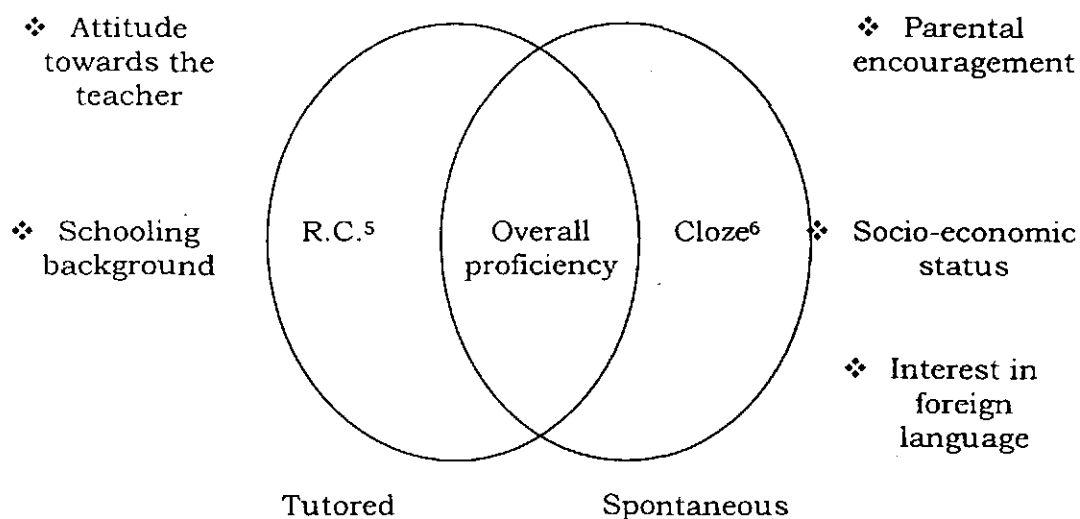 ❖ Attitude
towards the
teacher
❖ Parental
encouragement
❖ Schooling
background
R.C.⁵
Overall
proficiency
Cloze⁶
❖ Socio-economic
status
❖ Interest in
foreign
language
Tutored
Spontaneous